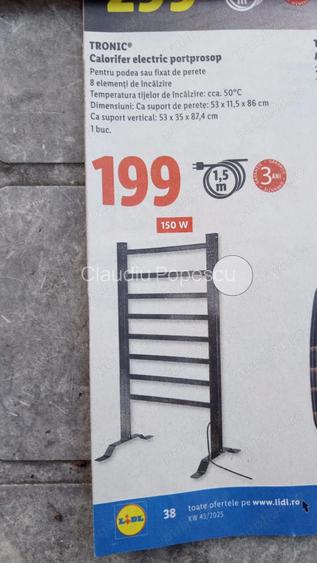 TRONIC®
Calorifer electric portprosop
Pentru podea sau fixat de perete
8 elemenți de încălzire
Temperatura tijelor de încălzire: cca. 50°C
Dimensiuni: Ca suport de perete: 53 x 11,5 x 86 cm
Ca suport vertical: 53 x 35 x 87,4 cm
1 buc.
199
1,5
m
3 ANI
150 W
Claudiu Popescu
LIDL
38
toate ofertele pe www.lidl.ro
KW 43/2025